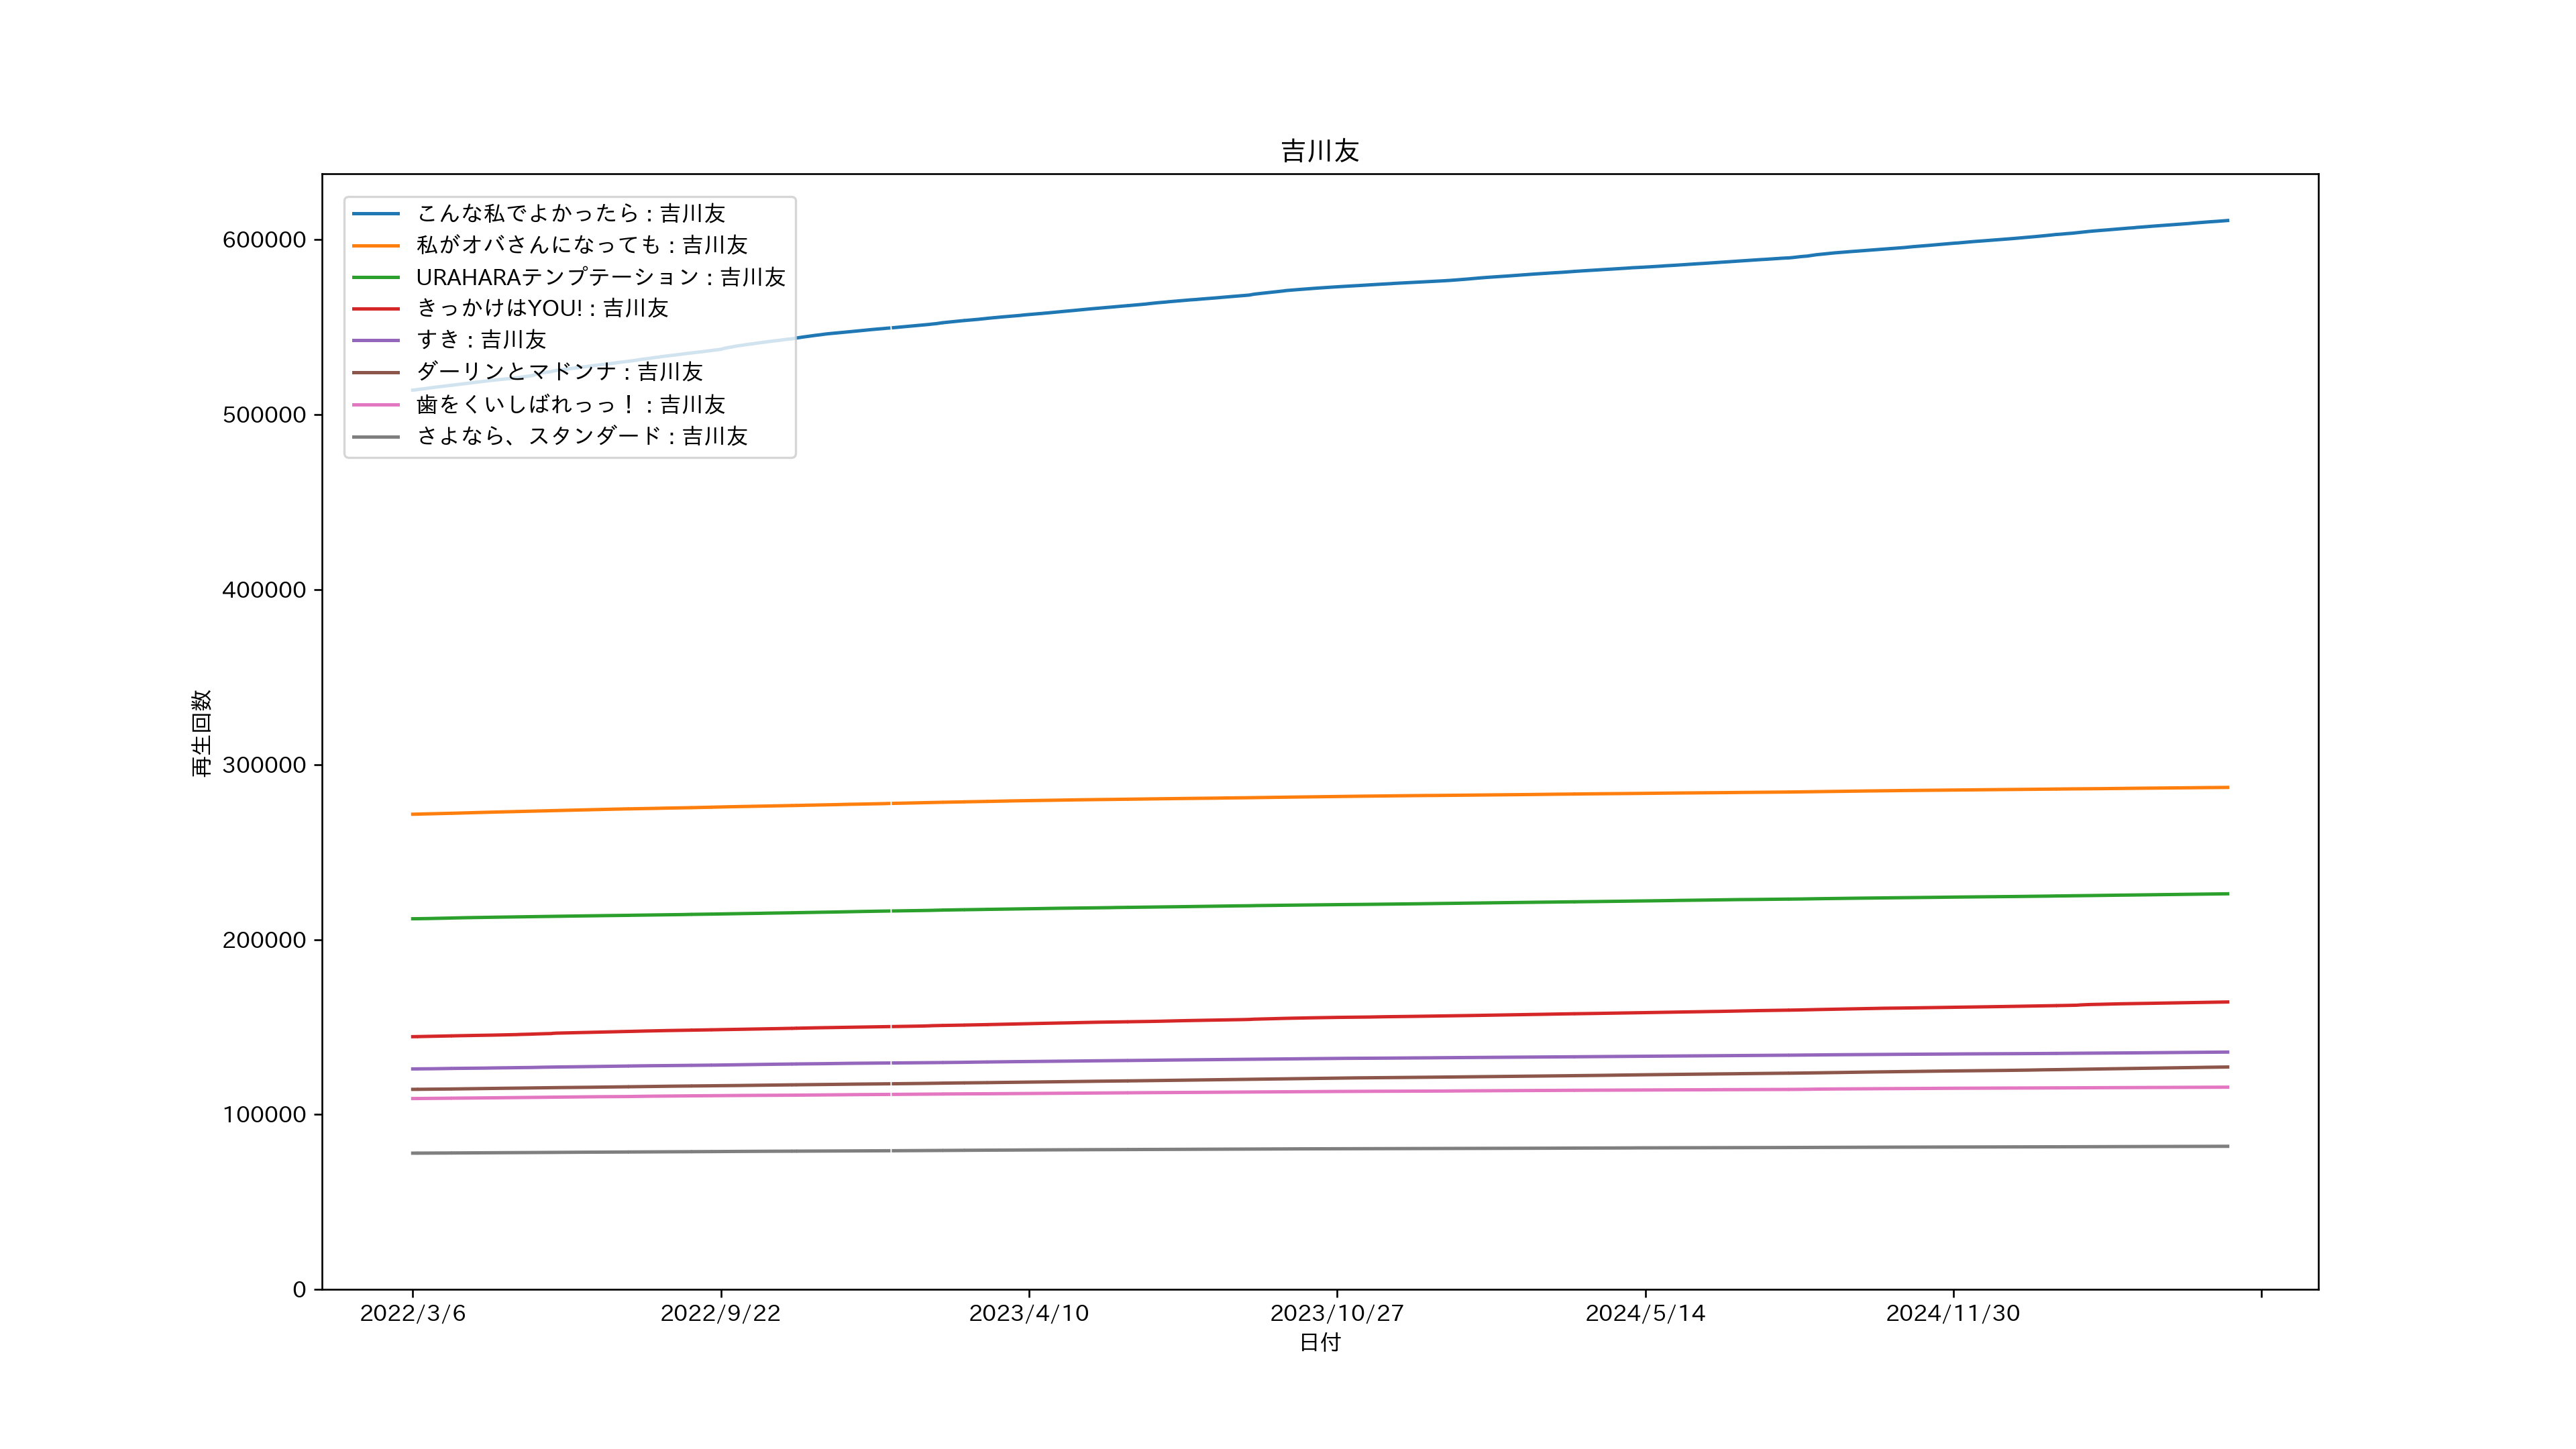 吉川友
こんな私でよかったら : 吉川友
私がオバさんになっても : 吉川友
URAHARAテンプテーション : 吉川友
きっかけはYOU! : 吉川友
すき : 吉川友
ダーリンとマドンナ : 吉川友
歯をくいしばれっっ！ : 吉川友
さよなら、スタンダード : 吉川友
600000
500000
400000
300000
200000
100000
0
再生回数
2022/3/6
2022/9/22
2023/4/10
2023/10/27
2024/5/14
2024/11/30
日付